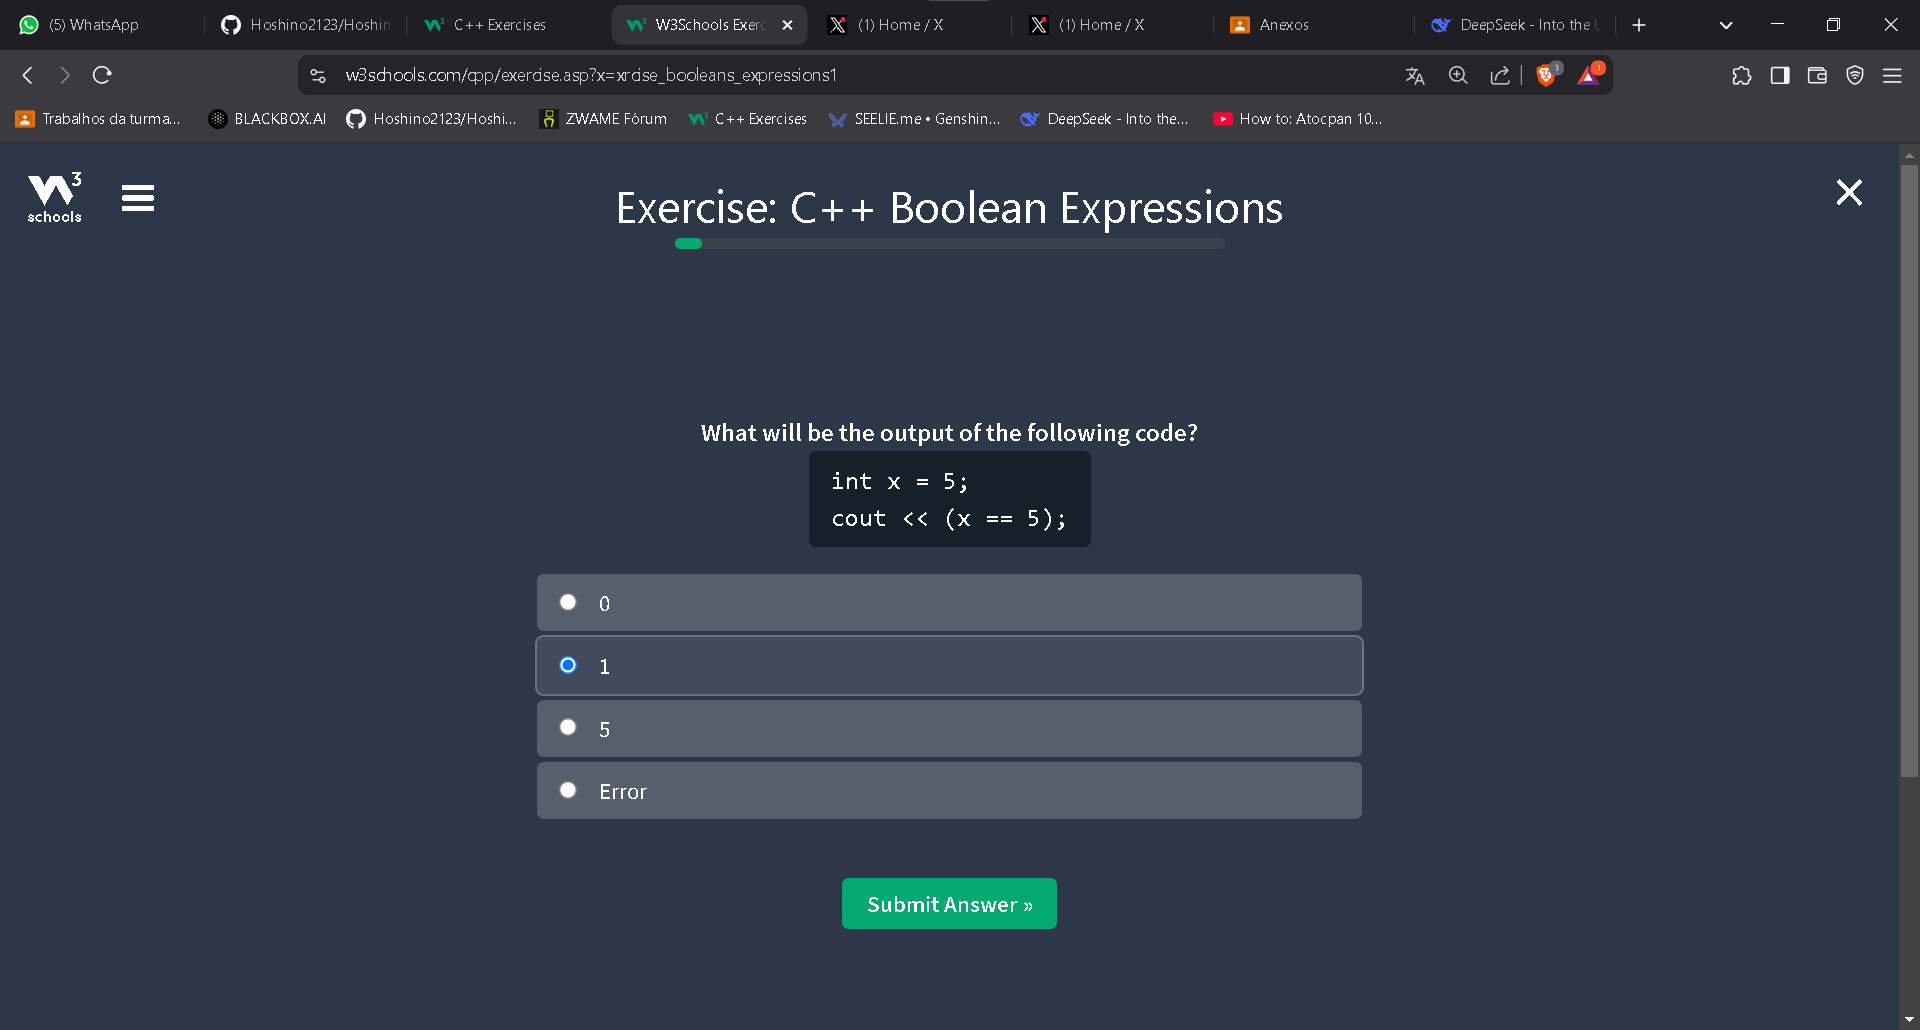 (5) WhatsApp
Hoshino2123/Hoshin
C++ Exercises
W3Schools Exerc
(1) Home / X
(1) Home / X
Anexos
DeepSeek - Into the U
w3schools.com/cpp/exercise.asp?x=xrcise_booleans_expressions1
3
1
Trabalhos da turma...
BLACKBOX.AI
Hoshino2123/Hoshi...
ZWAME Fórum
C++ Exercises
SEELIE.me • Genshin...
DeepSeek - Into the...
How to: Atocpan 10...
W3
schools
Exercise: C++ Boolean Expressions
What will be the output of the following code?
int x = 5;
cout << (x == 5);
0
1
5
Error
Submit Answer »